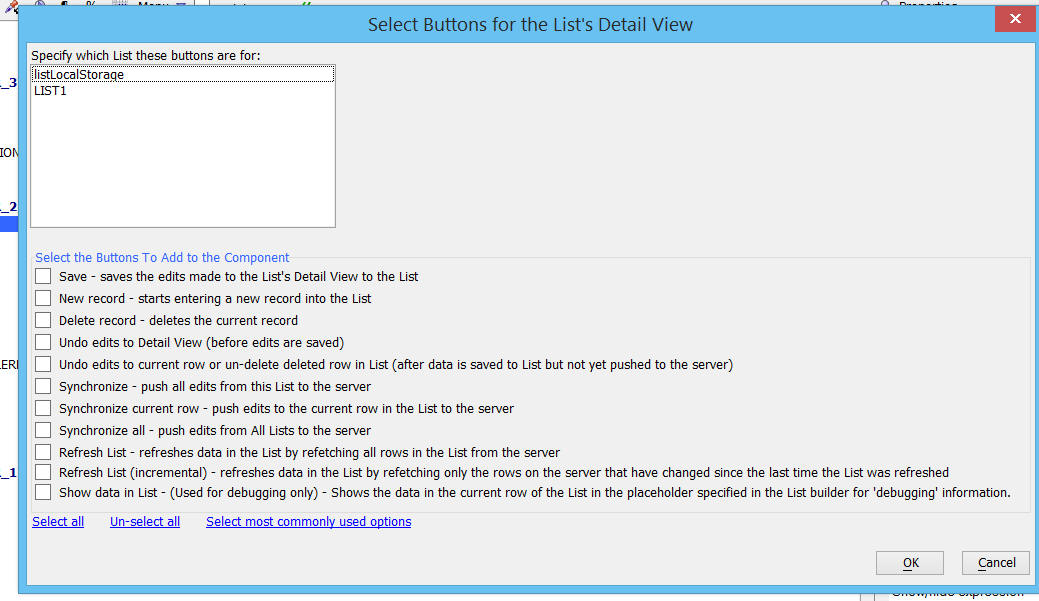 Menu
Properties
Select Buttons for the List's Detail View
Specify which List these buttons are for:
listLocalStorage
LIST1
_3
ION
_2
Select the Buttons To Add to the Component
Save - saves the edits made to the List's Detail View to the List
New record - starts entering a new record into the List
Delete record - deletes the current record
Undo edits to Detail View (before edits are saved)
Undo edits to current row or un-delete deleted row in List (after data is saved to List but not yet pushed to the server)
Synchronize - push all edits from this List to the server
Synchronize current row - push edits to the current row in the List to the server
Synchronize all - push edits from All Lists to the server
Refresh List - refreshes data in the List by refetching all rows in the List from the server
_1
Refresh List (incremental) - refreshes data in the List by refetching only the rows on the server that have changed since the last time the List was refreshed
Show data in List - (Used for debugging only) - Shows the data in the current row of the List in the placeholder specified in the List builder for 'debugging' information.
Select all
Un-select all
Select most commonly used options
OK
Cancel
Show/hide expression